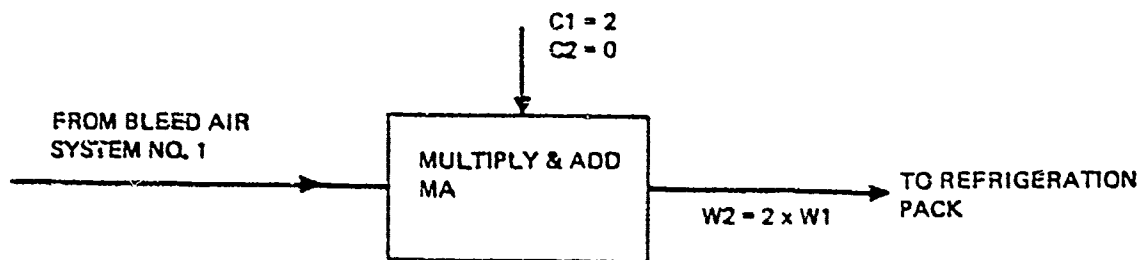 C1 = 2
C2 = 0
FROM BLEED AIR
SYSTEM NO. 1
MULTIPLY & ADD
MA
TO REFRIGERATION
PACK
W2 = 2 x W1